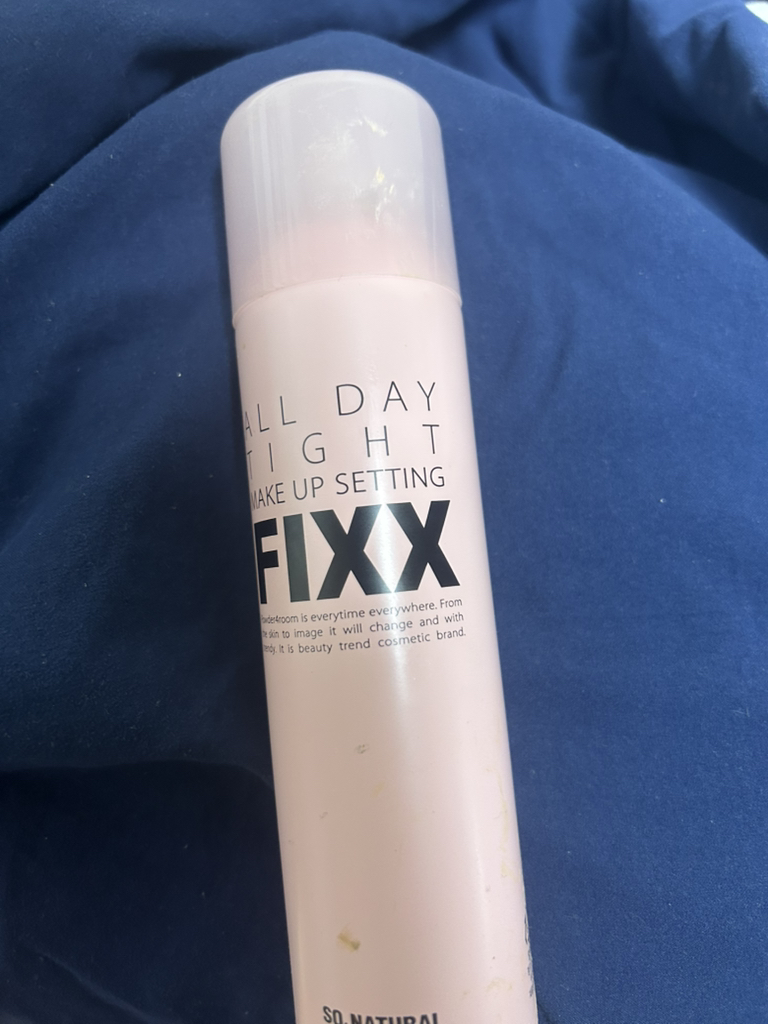 ALL DAY
TIGHT
MAKE UP SETTING
FIXX
is everytime everywhere. From
skin to image it will change and with
It is beauty trend cosmetic brand.
SO.NATURAL